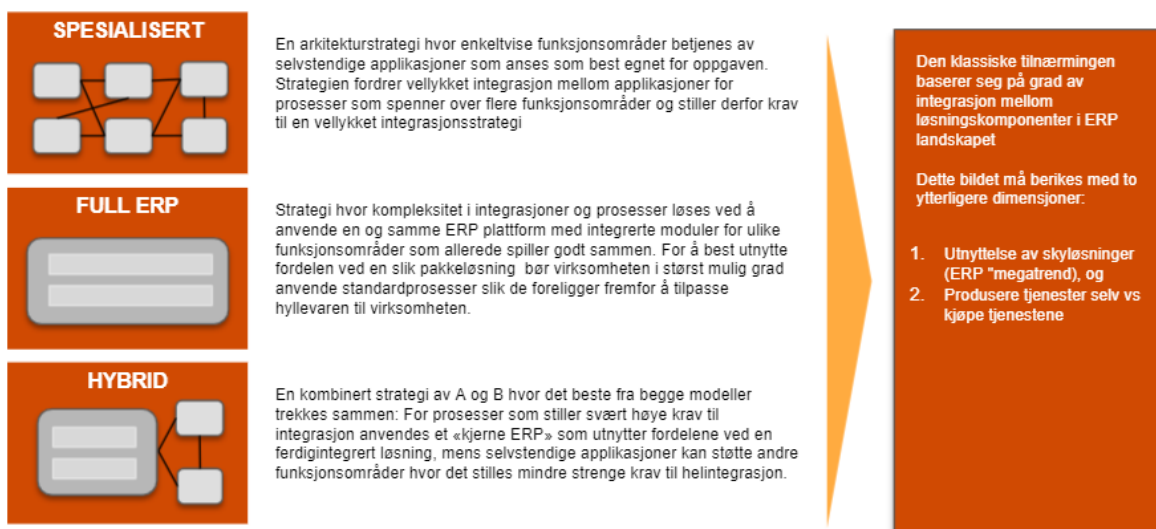 SPESIALISERT
En arkitekturstrategi hvor enkeltvise funksjonsområder betjenes av
selvstendige applikasjoner som anses som best egnet for oppgaven.
Strategien fordrer vellykket integrasjon mellom applikasjoner for
prosesser som spenner over flere funksjonsområder og stiller derfor krav
til en vellykket integrasjonsstrategi
FULL ERP
Strategi hvor kompleksitet i integrasjoner og prosesser løses ved å
anvende en og samme ERP plattform med integrerte moduler for ulike
funksjonsområder som allerede spiller godt sammen. For å best utnytte
fordelen ved en slik pakkeløsning bør virksomheten i størst mulig grad
anvende standardprosesser slik de foreligger fremfor å tilpasse
hyllevaren til virksomheten.
HYBRID
En kombinert strategi av A og B hvor det beste fra begge modeller
trekkes sammen: For prosesser som stiller svært høye krav til
integrasjon anvendes et «kjerne ERP» som utnytter fordelene ved en
ferdigintegrert løsning, mens selvstendige applikasjoner kan støtte andre
funksjonsområder hvor det stilles mindre strenge krav til helintegrasjon.
Den klassiske tilnærmingen
baserer seg på grad av
integrasjon mellom
løsningskomponenter i ERP
landskapet
Dette bildet må berikes med to
ytterligere dimensjoner:
1. Utnyttelse av skyløsninger
(ERP "megatrend), og
2. Produsere tjenester selv vs
kjøpe tjenestene